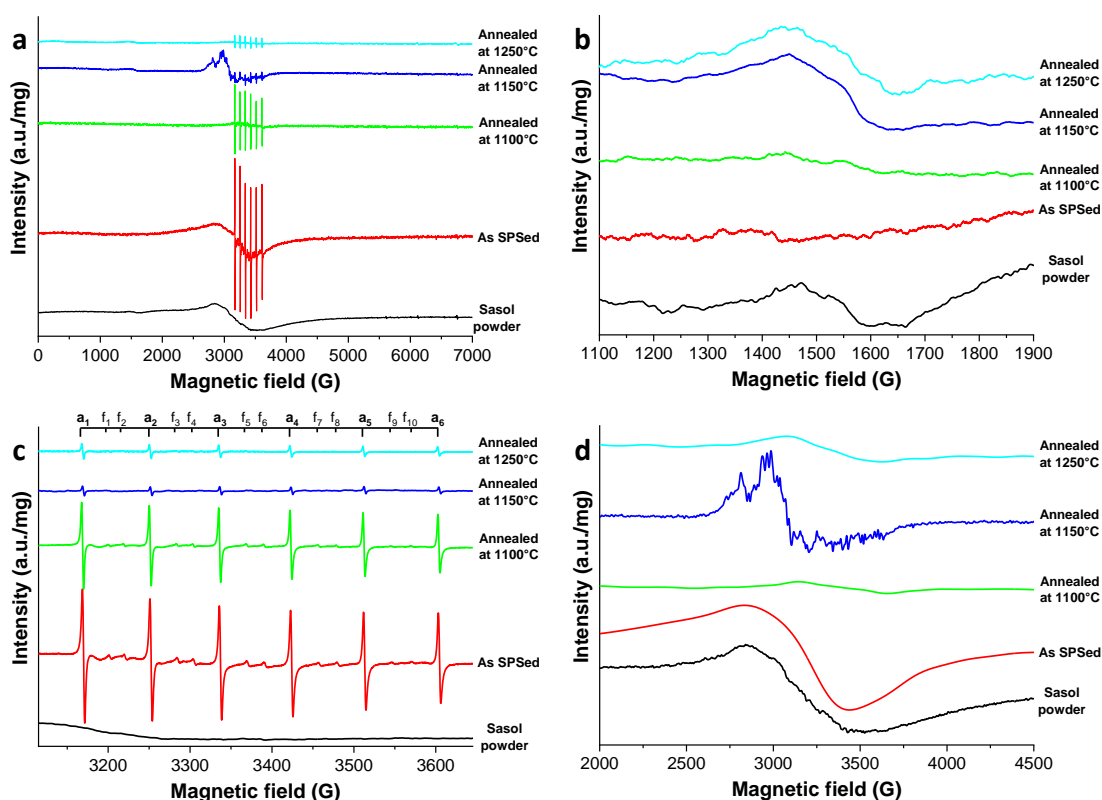 a
Intensity (a.u./mg)
Annealed
at 1250°C
Annealed
at 1150°C
Annealed
at 1100°C
As SPSed
Sasol
powder
0 1000 2000 3000 4000 5000 6000 7000
Magnetic field (G)
b
Intensity (a.u./mg)
Annealed
at 1250°C
Annealed
at 1150°C
Annealed
at 1100°C
As SPSed
Sasol
powder
1100 1200 1300 1400 1500 1600 1700 1800 1900
Magnetic field (G)
c
a1 f1 f2 a2 f3 f4 a3 f5 f6 a4 f7 f8 a5 f9 f10 a6
Intensity (a.u./mg)
Annealed
at 1250°C
Annealed
at 1150°C
Annealed
at 1100°C
As SPSed
Sasol
powder
3200 3300 3400 3500 3600
Magnetic field (G)
d
Intensity (a.u./mg)
Annealed
at 1250°C
Annealed
at 1150°C
Annealed
at 1100°C
As SPSed
Sasol
powder
2000 2500 3000 3500 4000 4500
Magnetic field (G)